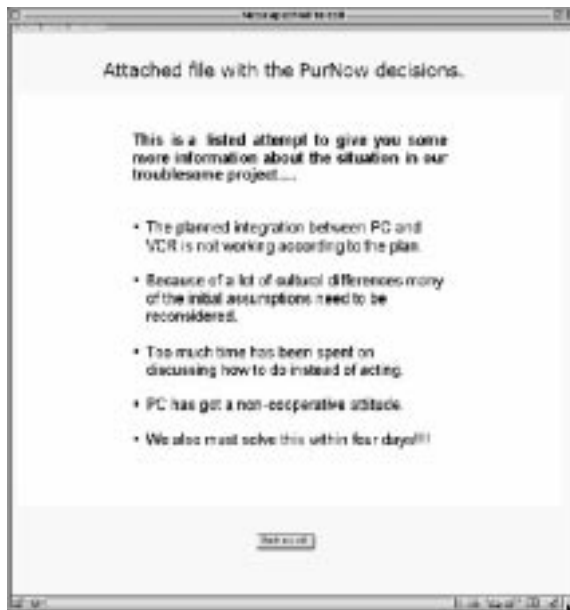 Attached file with the PurNow decisions.
This is a listed attempt to give you some
more information about the situation in our
troublesome project....
• The planned integration between PC and
VCR is not working according to the plan.
• Because of a lot of cultural differences many
of the initial assumptions need to be
reconsidered.
• Too much time has been spent on
discussing how to do instead of acting.
• PC has got a non-cooperative attitude.
• We also must solve this within four days!!!!